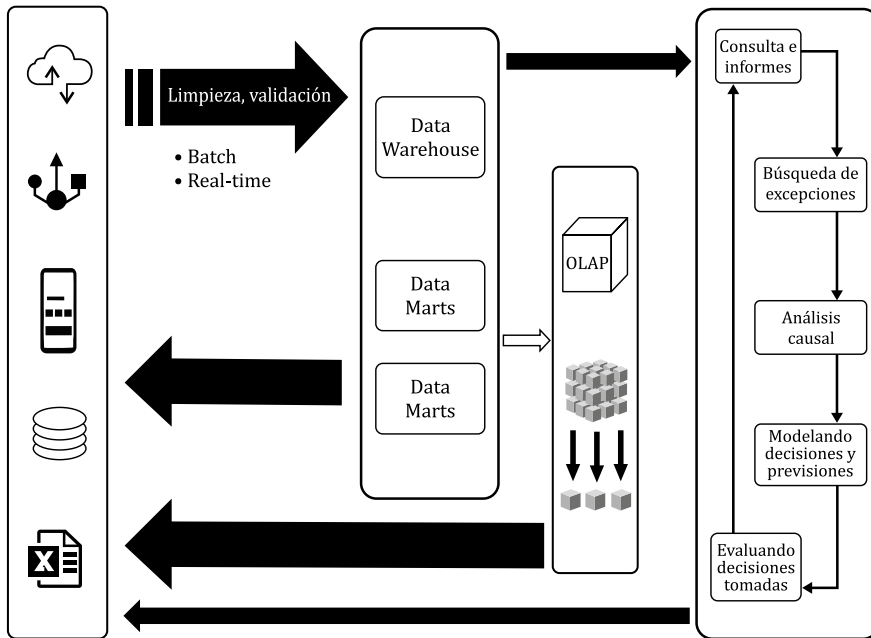 Limpieza, validación
• Batch
• Real-time
Data
Warehouse
Data
Marts
Data
Marts
OLAP
X
Consulta e
informes
Búsqueda de
excepciones
Análisis
causal
Modelando
decisiones y
previsiones
Evaluando
decisiones
tomadas